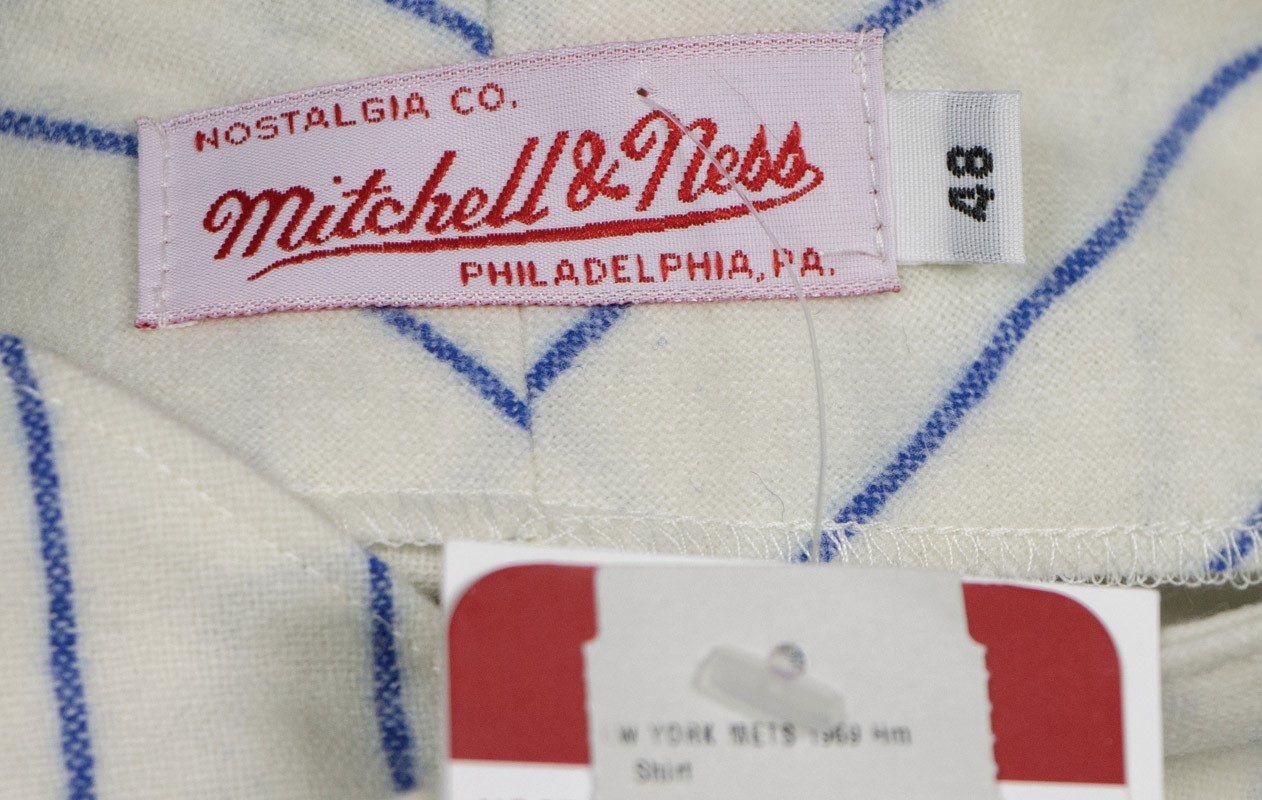 NOSTALGIA CO.
Mitchell & Ness
PHILADELPHIA, PA.
48
W YORK METS 1969 Hm
Shirt